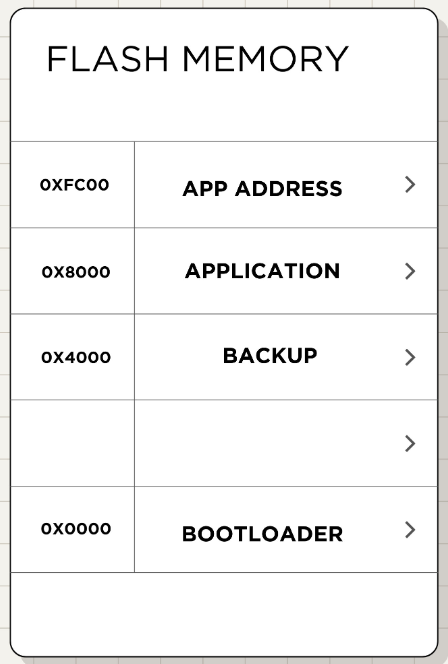 FLASH MEMORY
0XFC00 APP ADDRESS
0X8000 APPLICATION
0X4000 BACKUP
0X0000 BOOTLOADER